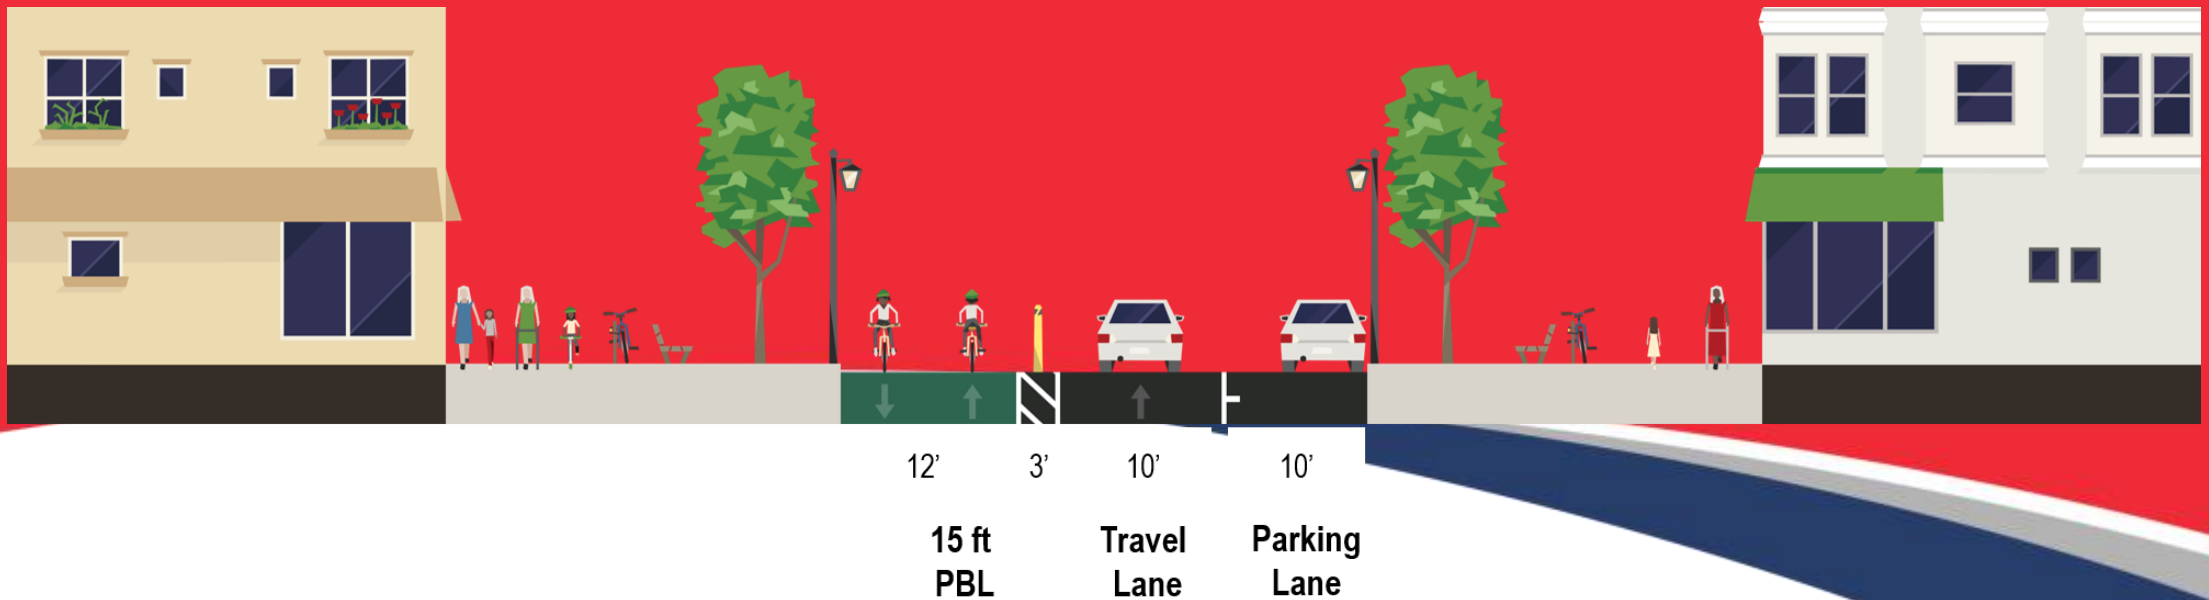 12’ 3’ 10’ 10’
15 ft Travel Parking
PBL Lane Lane